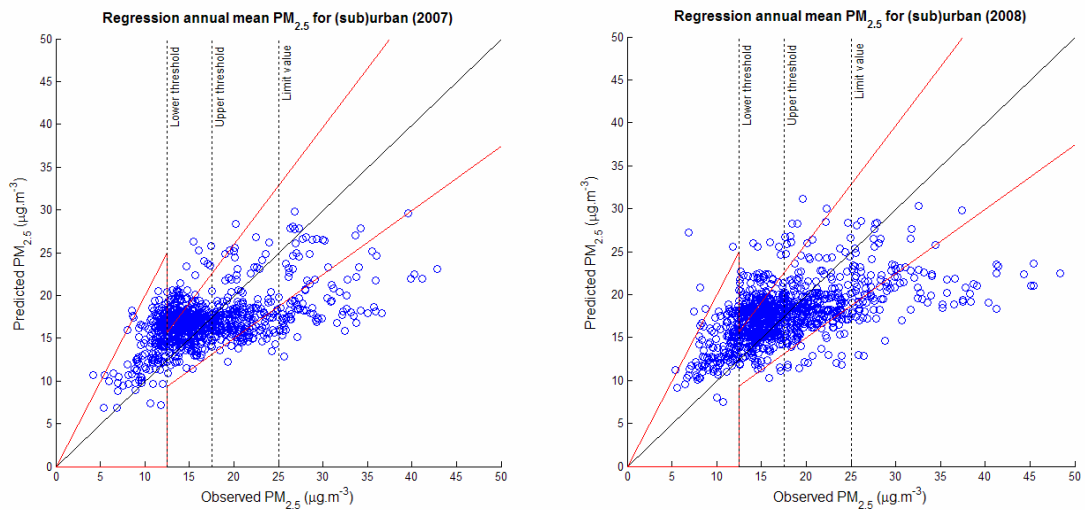 Regression annual mean PM2.5 for (sub)urban (2007)
50
45
40
35
30
25
20
15
10
5
0
Predicted PM2.5 (μg.m-3)
Lower threshold
Upper threshold
Limit value
0 5 10 15 20 25 30 35 40 45 50
Observed PM2.5 (μg.m-3)
Regression annual mean PM2.5 for (sub)urban (2008)
50
45
40
35
30
25
20
15
10
5
0
Predicted PM2.5 (μg.m-3)
Lower threshold
Upper threshold
Limit value
0 5 10 15 20 25 30 35 40 45 50
Observed PM2.5 (μg.m-3)